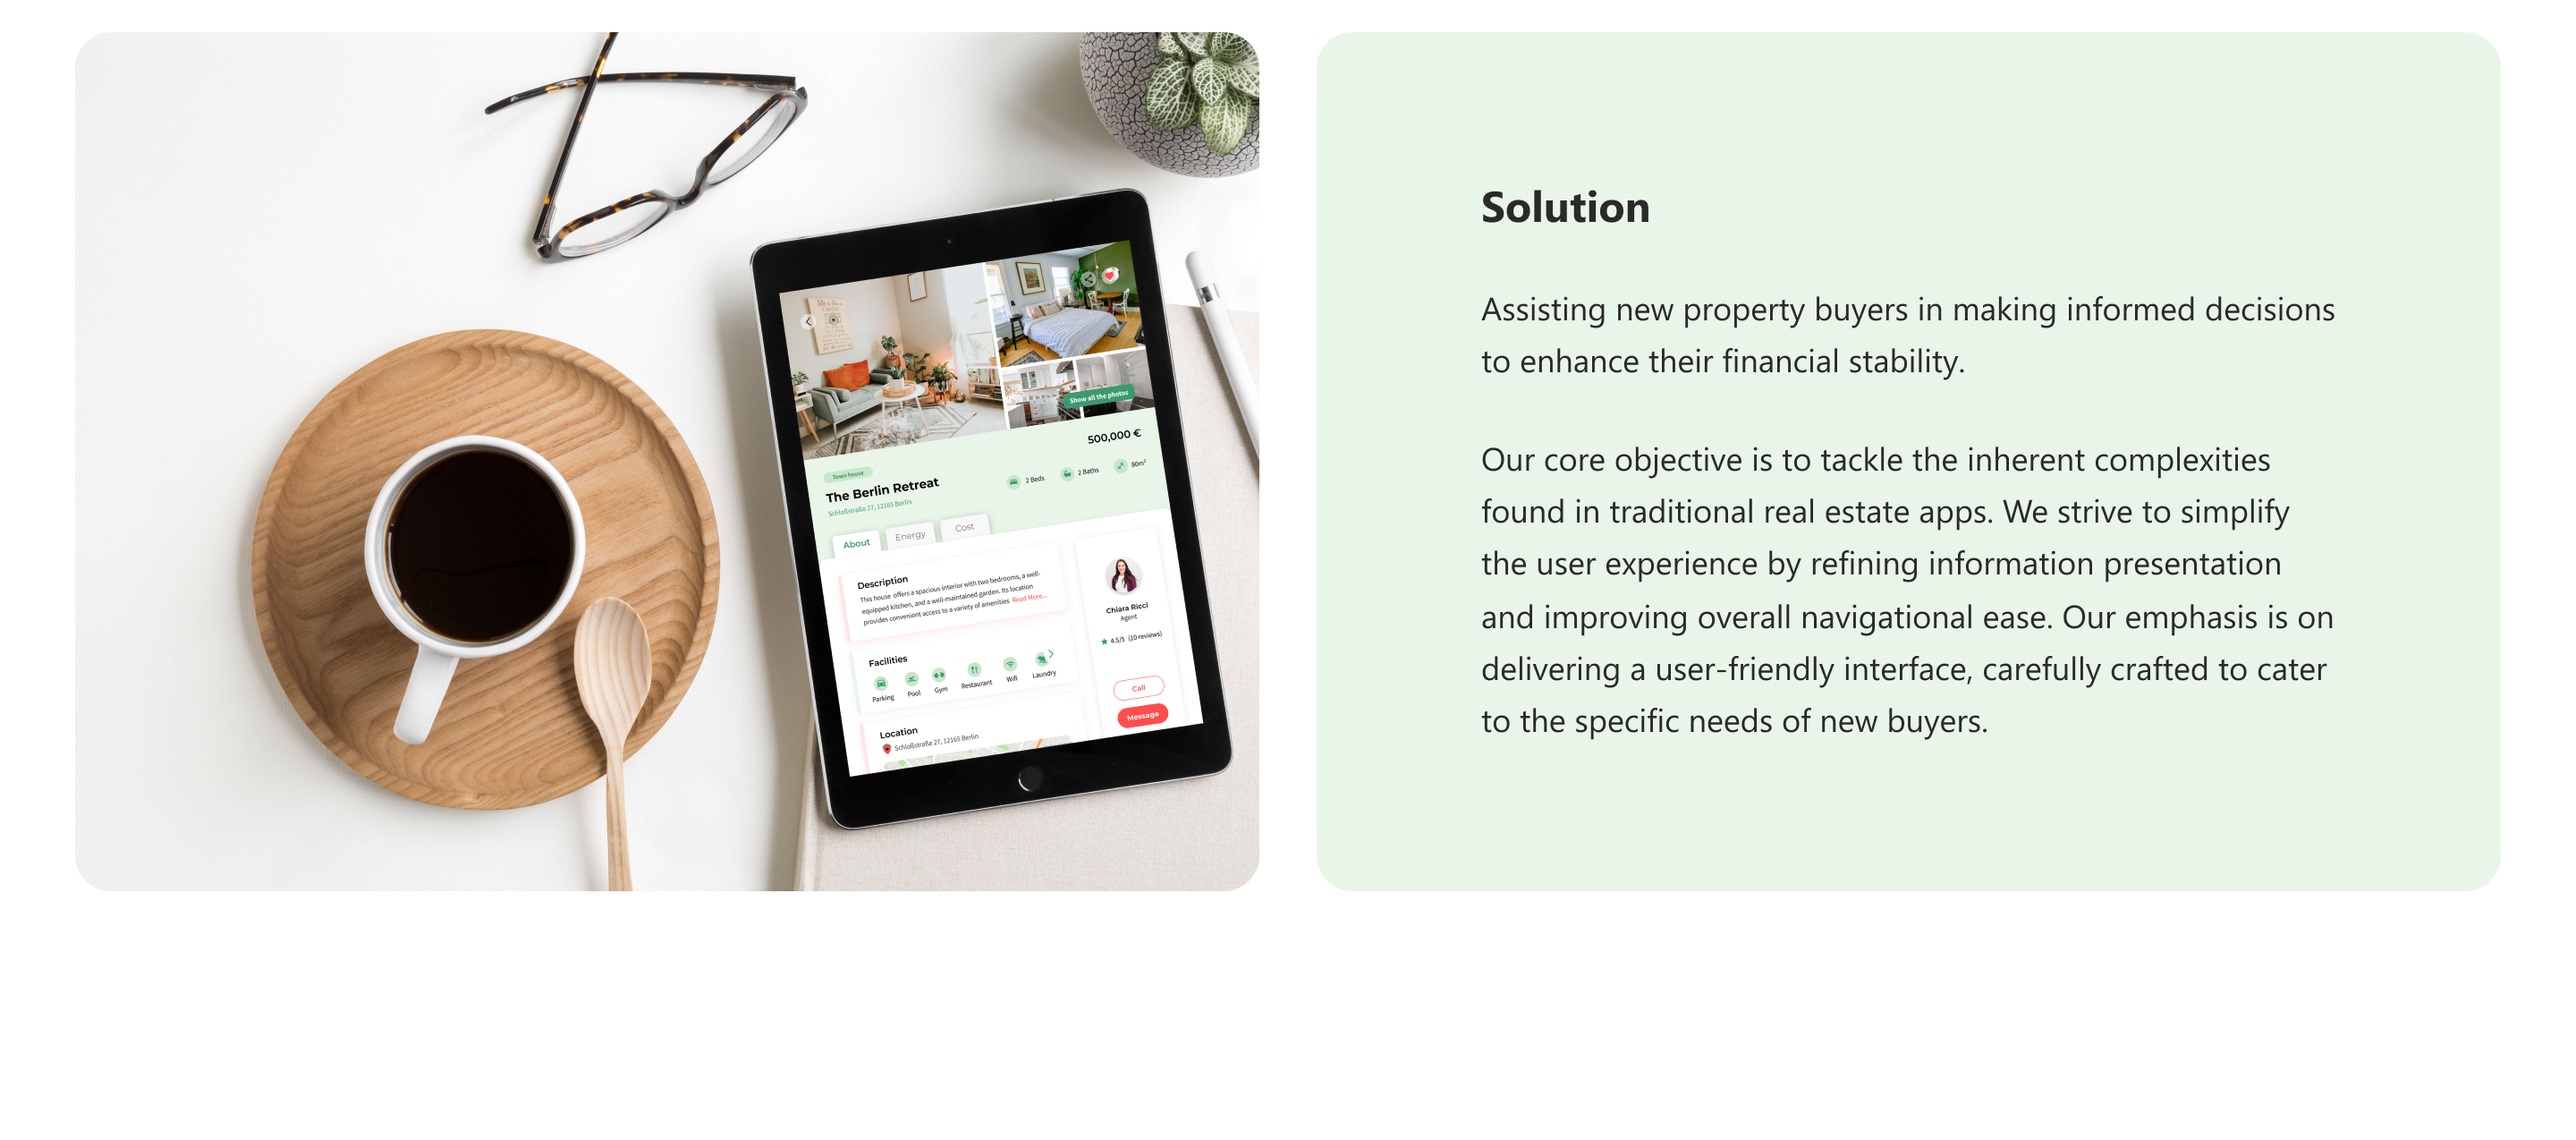 500,000 €
Show all the photos
Town house
The Berlin Retreat
Schloßstraße 27, 12165 Berlin
2 Beds
2 Baths
80m²
About
Energy
Cost
Description
This house offers a spacious interior with two bedrooms, a well-
equipped kitchen, and a well-maintained garden. Its location
provides convenient access to a variety of amenities Read More...
Facilities
Parking
Pool
Gym
Restaurant
Wifi
Laundry
Location
Schloßstraße 27, 12165 Berlin
Chiara Ricci
Agent
4.5/5 (10 reviews)
Call
Message
Solution
Assisting new property buyers in making informed decisions
to enhance their financial stability.
Our core objective is to tackle the inherent complexities
found in traditional real estate apps. We strive to simplify
the user experience by refining information presentation
and improving overall navigational ease. Our emphasis is on
delivering a user-friendly interface, carefully crafted to cater
to the specific needs of new buyers.